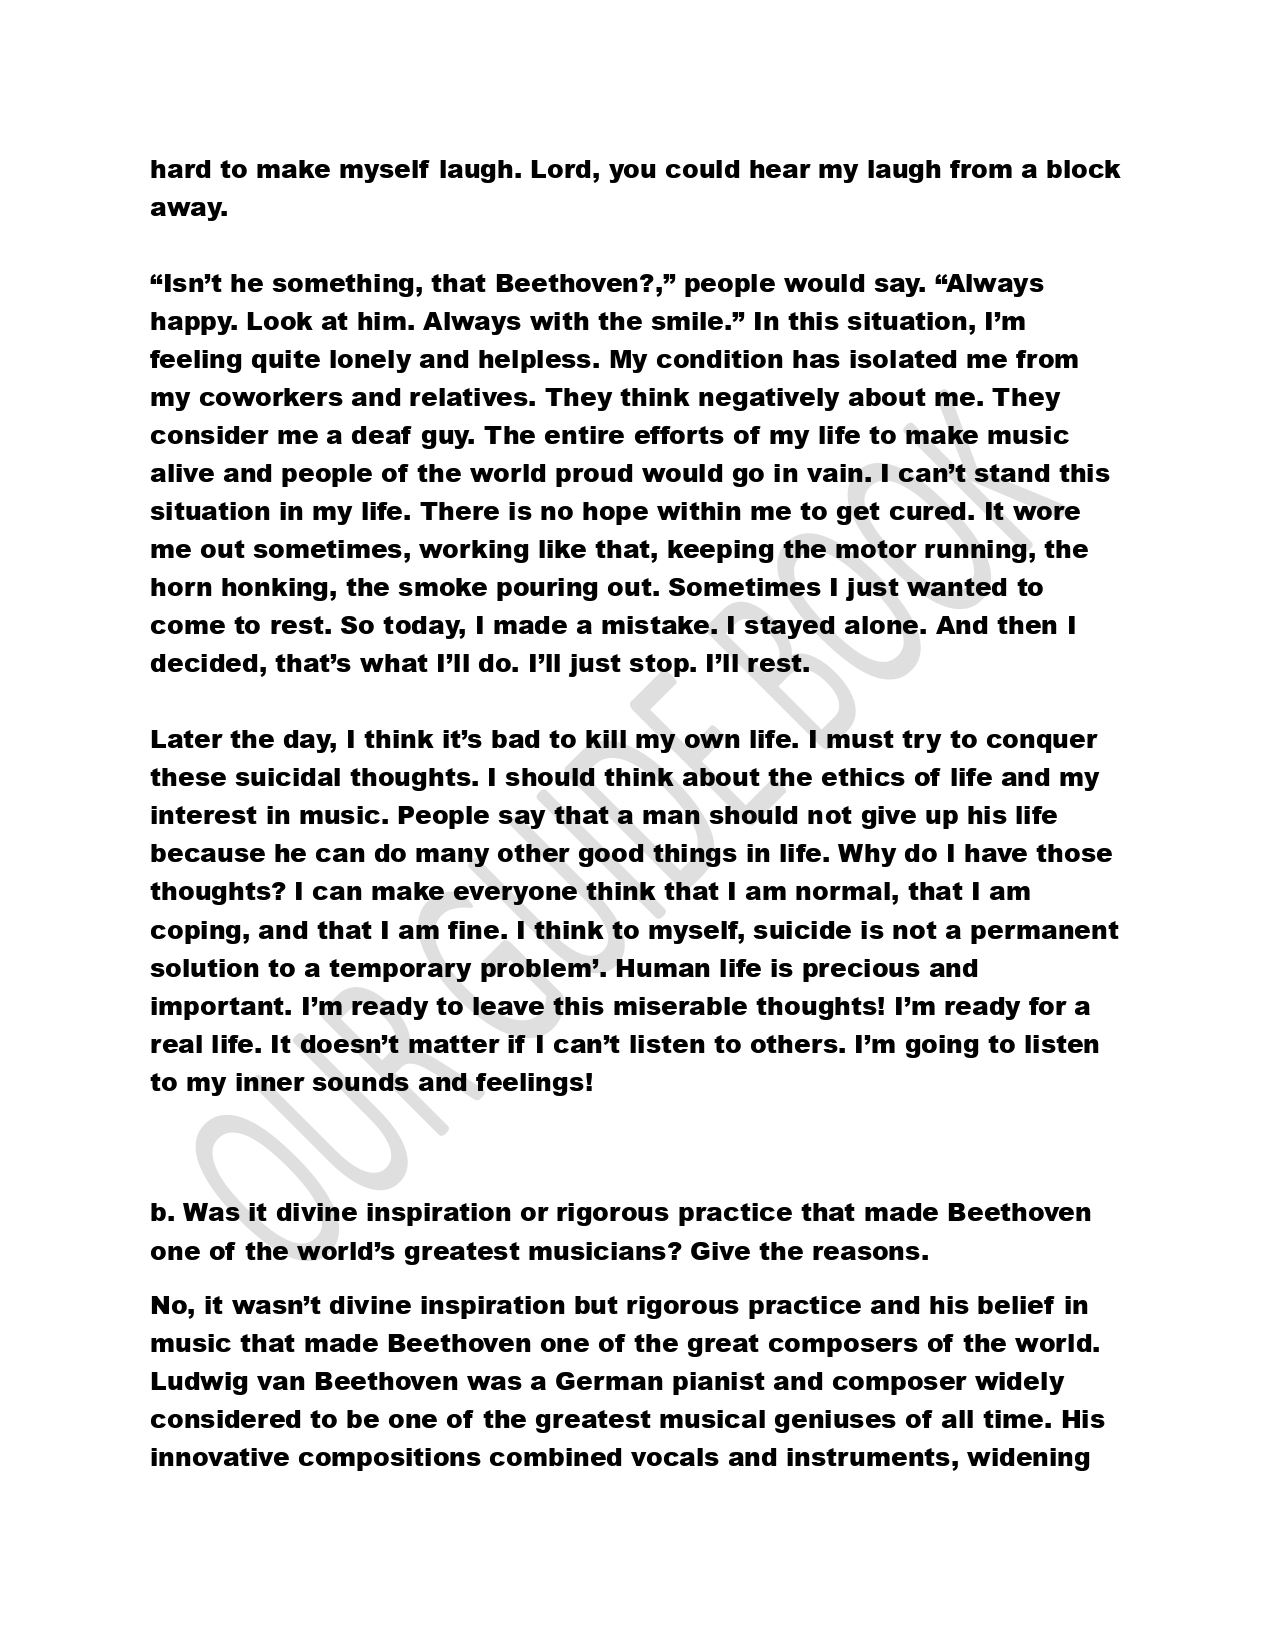 hard to make myself laugh. Lord, you could hear my laugh from a block
away.
“Isn’t he something, that Beethoven?,” people would say. “Always
happy. Look at him. Always with the smile.” In this situation, I’m
feeling quite lonely and helpless. My condition has isolated me from
my coworkers and relatives. They think negatively about me. They
consider me a deaf guy. The entire efforts of my life to make music
alive and people of the world proud would go in vain. I can’t stand this
situation in my life. There is no hope within me to get cured. It wore
me out sometimes, working like that, keeping the motor running, the
horn honking, the smoke pouring out. Sometimes I just wanted to
come to rest. So today, I made a mistake. I stayed alone. And then I
decided, that’s what I’ll do. I’ll just stop. I’ll rest.
Later the day, I think it’s bad to kill my own life. I must try to conquer
these suicidal thoughts. I should think about the ethics of life and my
interest in music. People say that a man should not give up his life
because he can do many other good things in life. Why do I have those
thoughts? I can make everyone think that I am normal, that I am
coping, and that I am fine. I think to myself, suicide is not a permanent
solution to a temporary problem’. Human life is precious and
important. I’m ready to leave this miserable thoughts! I’m ready for a
real life. It doesn’t matter if I can’t listen to others. I’m going to listen
to my inner sounds and feelings!
b. Was it divine inspiration or rigorous practice that made Beethoven
one of the world’s greatest musicians? Give the reasons.
No, it wasn’t divine inspiration but rigorous practice and his belief in
music that made Beethoven one of the great composers of the world.
Ludwig van Beethoven was a German pianist and composer widely
considered to be one of the greatest musical geniuses of all time. His
innovative compositions combined vocals and instruments, widening
OUR GUIDE BOOK